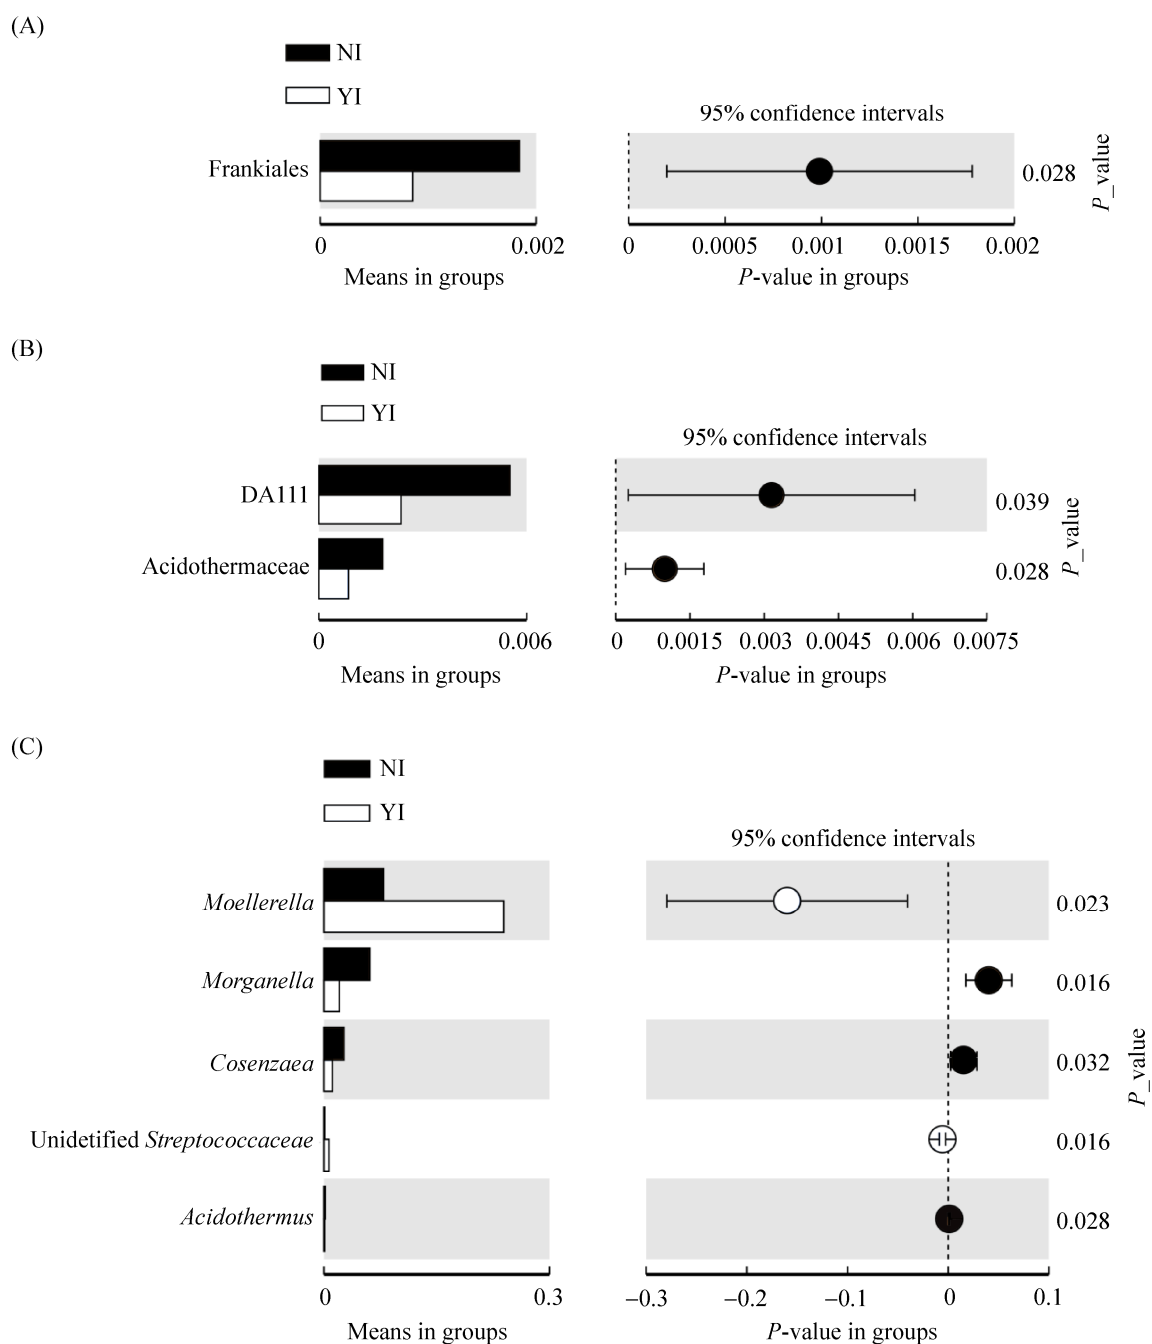 (A)
NI
YI
95% confidence intervals
Frankiales
0.028
P_value
0 0.002
0 0.0005 0.001 0.0015 0.002
Means in groups
P-value in groups
(B)
NI
YI
95% confidence intervals
DA111
0.039
Acidothermaceae
0.028
P_value
0 0.006
0 0.0015 0.003 0.0045 0.006 0.0075
Means in groups
P-value in groups
(C)
NI
YI
95% confidence intervals
Moellerella
0.023
Morganella
0.016
Cosenzaea
0.032
P_value
Unidetified Streptococcaceae
0.016
Acidothermus
0.028
0 0.3
−0.3 −0.2 −0.1 0 0.1
Means in groups
P-value in groups